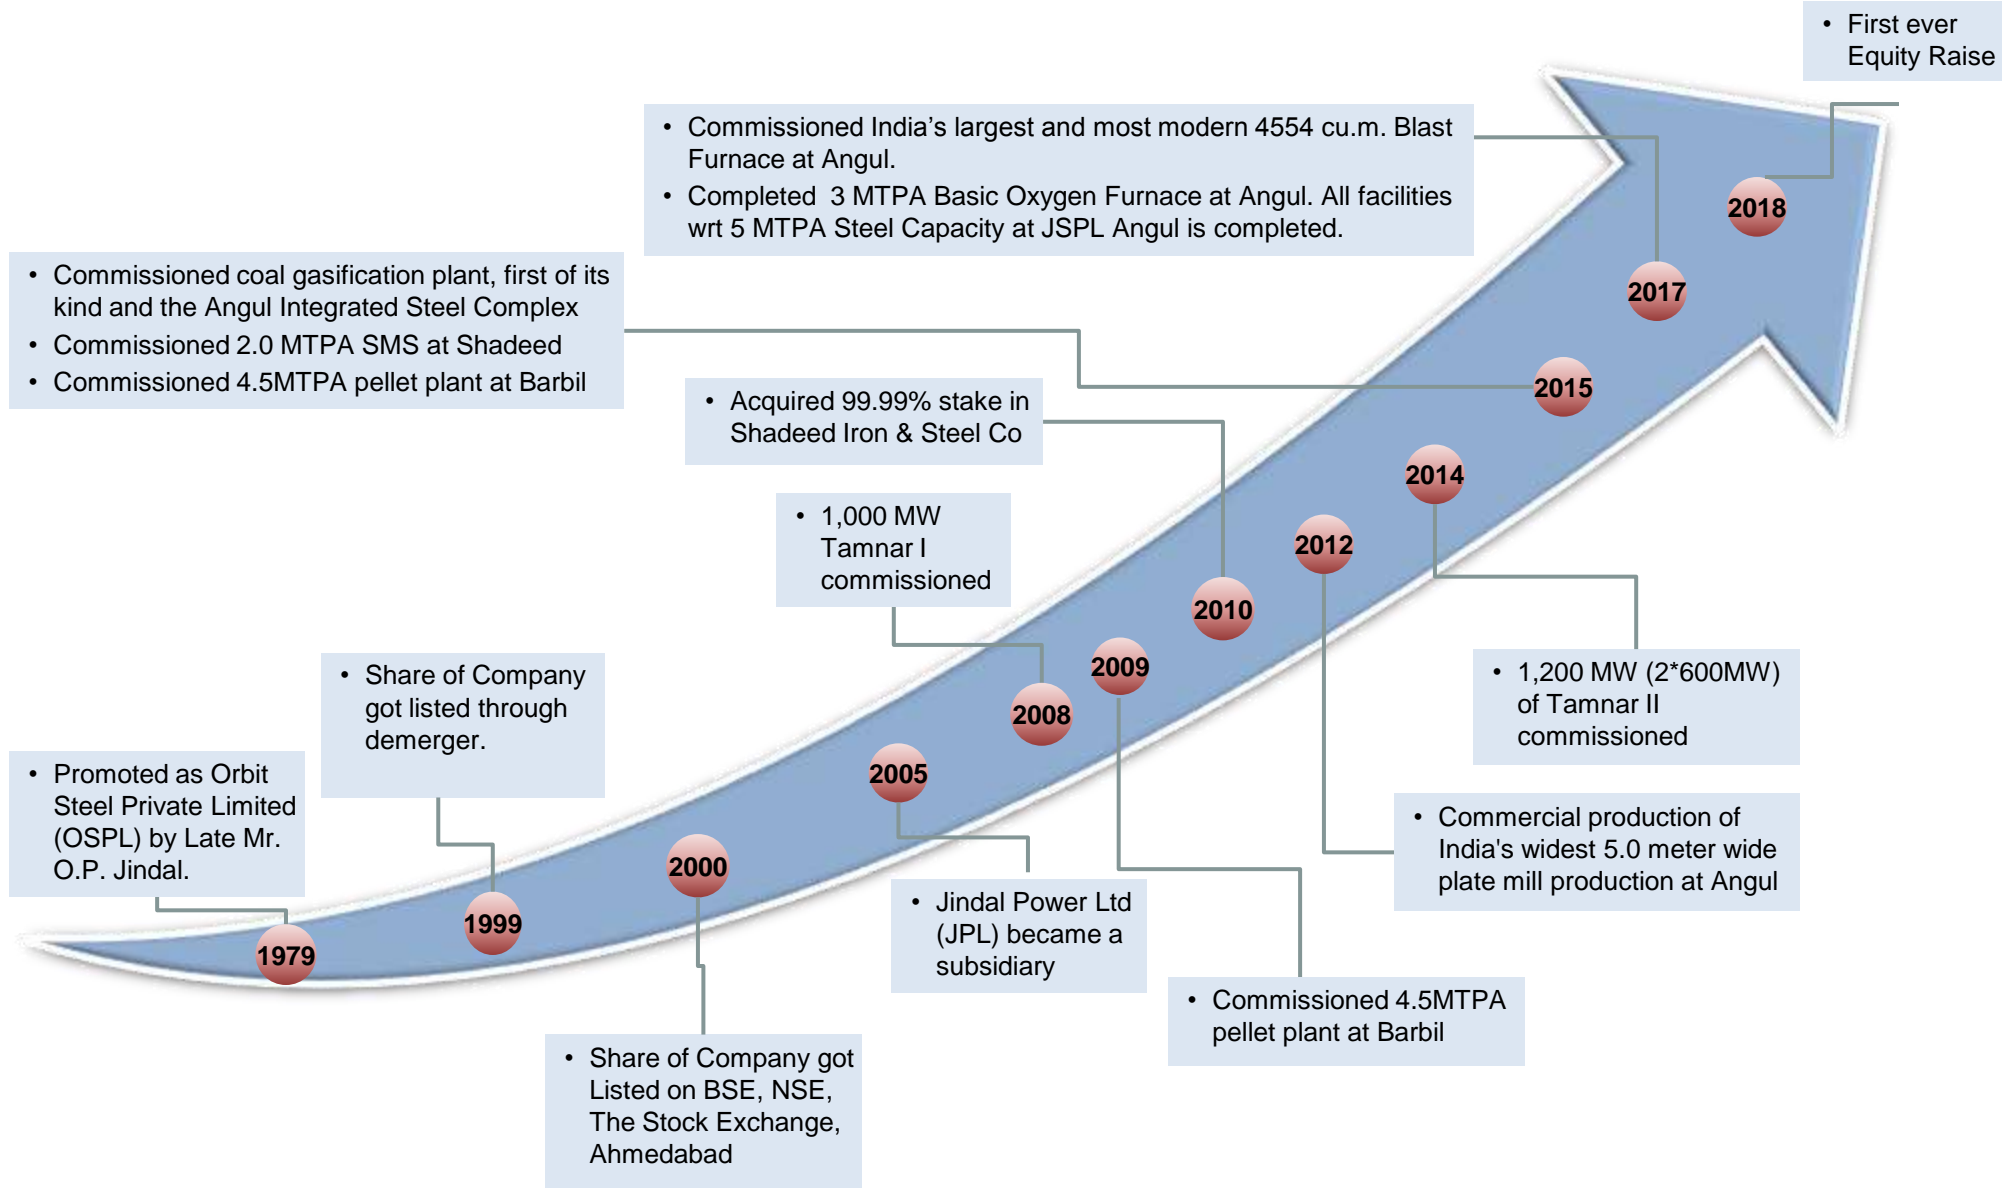 • First ever
Equity Raise
• Commissioned India’s largest and most modern 4554 cu.m. Blast
Furnace at Angul.
• Completed  3 MTPA Basic Oxygen Furnace at Angul. All facilities
wrt 5 MTPA Steel Capacity at JSPL Angul is completed.
2018
• Commissioned coal gasification plant, first of its
kind and the Angul Integrated Steel Complex
• Commissioned 2.0 MTPA SMS at Shadeed
• Commissioned 4.5MTPA pellet plant at Barbil
2017
2015
• Acquired 99.99% stake in
Shadeed Iron & Steel Co
2014
• 1,000 MW
Tamnar I
commissioned
2012
2010
• Share of Company
got listed through
demerger.
2009
• 1,200 MW (2*600MW)
of Tamnar II
commissioned
2008
• Promoted as Orbit
Steel Private Limited
(OSPL) by Late Mr.
O.P. Jindal.
2005
• Commercial production of
India's widest 5.0 meter wide
plate mill production at Angul
2000
1999
1979
• Jindal Power Ltd
(JPL) became a
subsidiary
• Commissioned 4.5MTPA
pellet plant at Barbil
• Share of Company got
Listed on BSE, NSE,
The Stock Exchange,
Ahmedabad